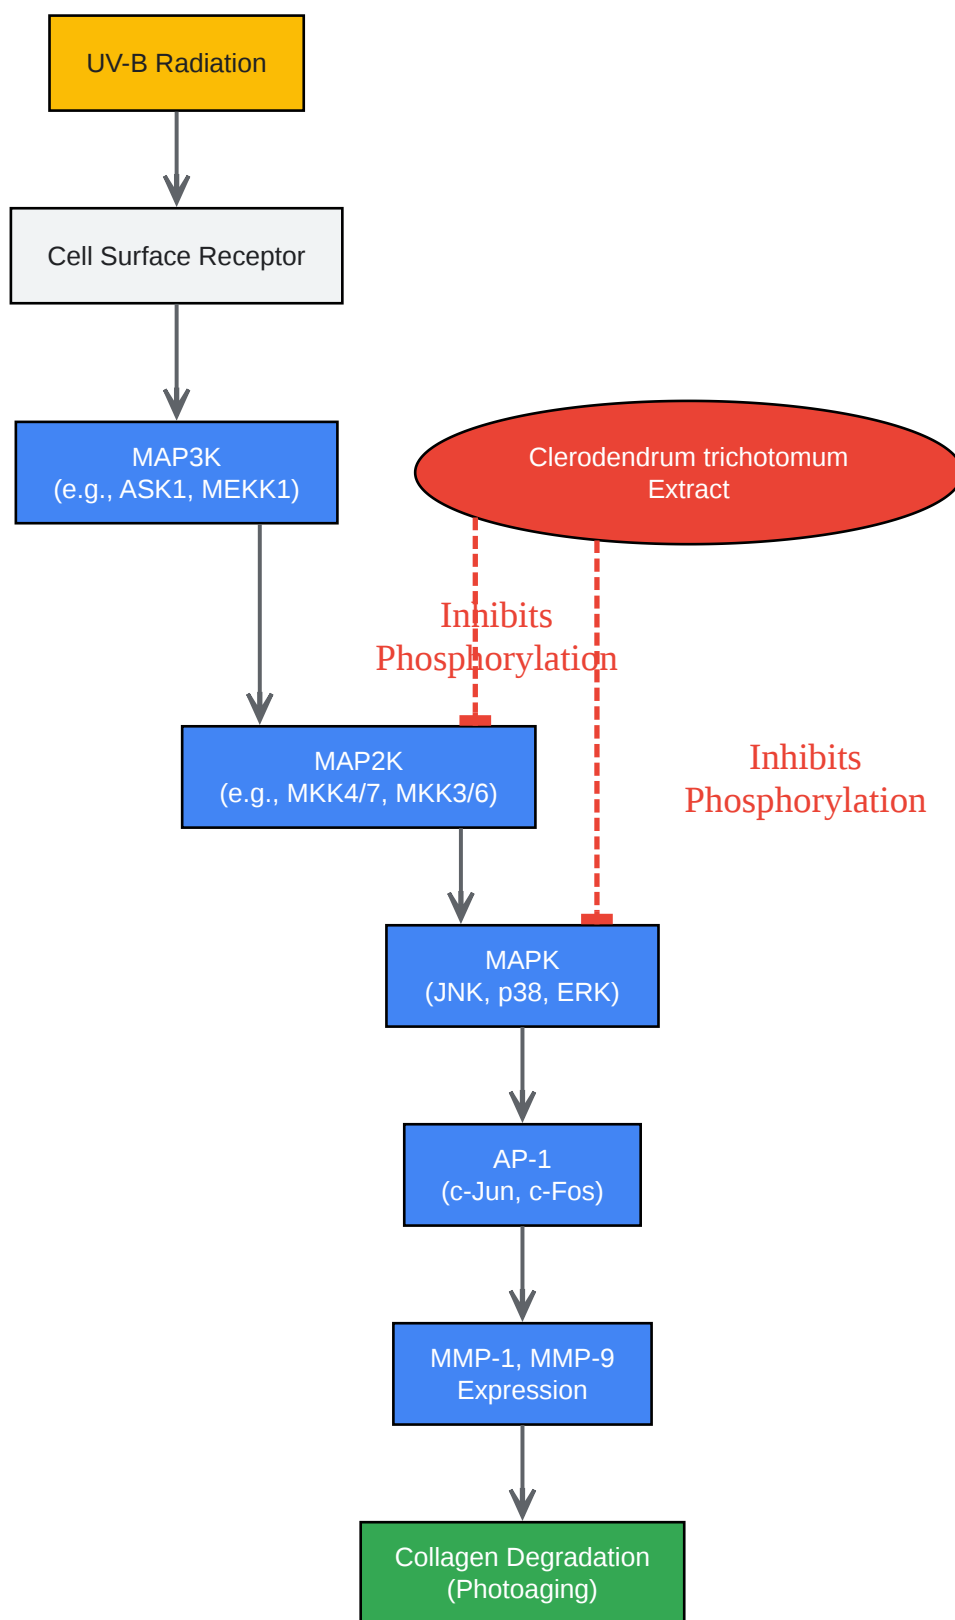 UV-B Radiation
Cell Surface Receptor
MAP3K
(e.g., ASK1, MEKK1)
Clerodendrum trichotomum
Extract
Inhibits
Phosphorylation
MAP2K
(e.g., MKK4/7, MKK3/6)
Inhibits
Phosphorylation
MAPK
(JNK, p38, ERK)
AP-1
(c-Jun, c-Fos)
MMP-1, MMP-9
Expression
Collagen Degradation
(Photoaging)